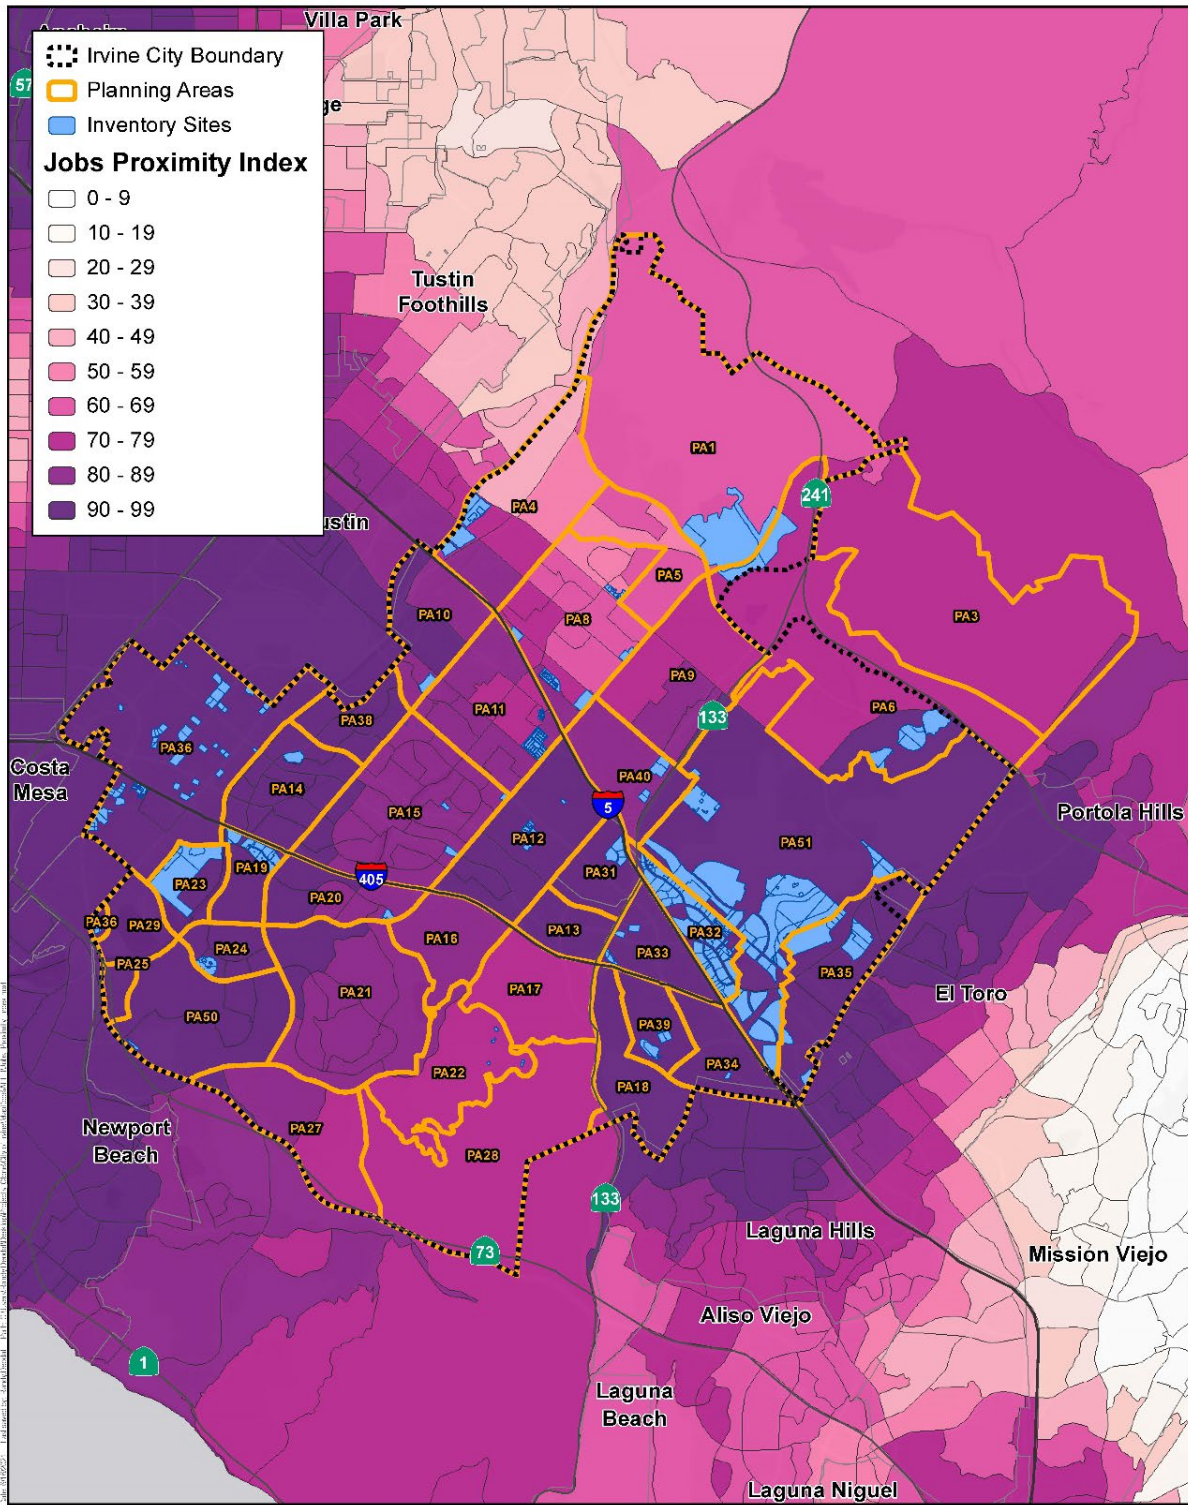 Villa Park
Anaheim
57
Irvine City Boundary
Planning Areas
ge
Inventory Sites
Jobs Proximity Index
0 - 9
10 - 19
20 - 29
30 - 39
40 - 49
50 - 59
60 - 69
70 - 79
80 - 89
90 - 99
Tustin
Foothills
PA1
241
PA4
ustin
PA5
PA10
PA8
PA3
PA9
PA6
PA11
133
PA38
PA36
Costa
Mesa
PA40
PA14
5
PA15
Portola Hills
PA12
PA51
PA19
PA31
405
PA23
PA20
PA36
PA29
PA13
PA32
PA16
PA24
PA33
PA25
PA35
PA17
PA21
El Toro
PA50
PA39
PA34
PA22
PA18
Newport
Beach
PA27
PA28
133
Laguna Hills
73
Mission Viejo
Aliso Viejo
1
Laguna
Beach
Laguna Niguel